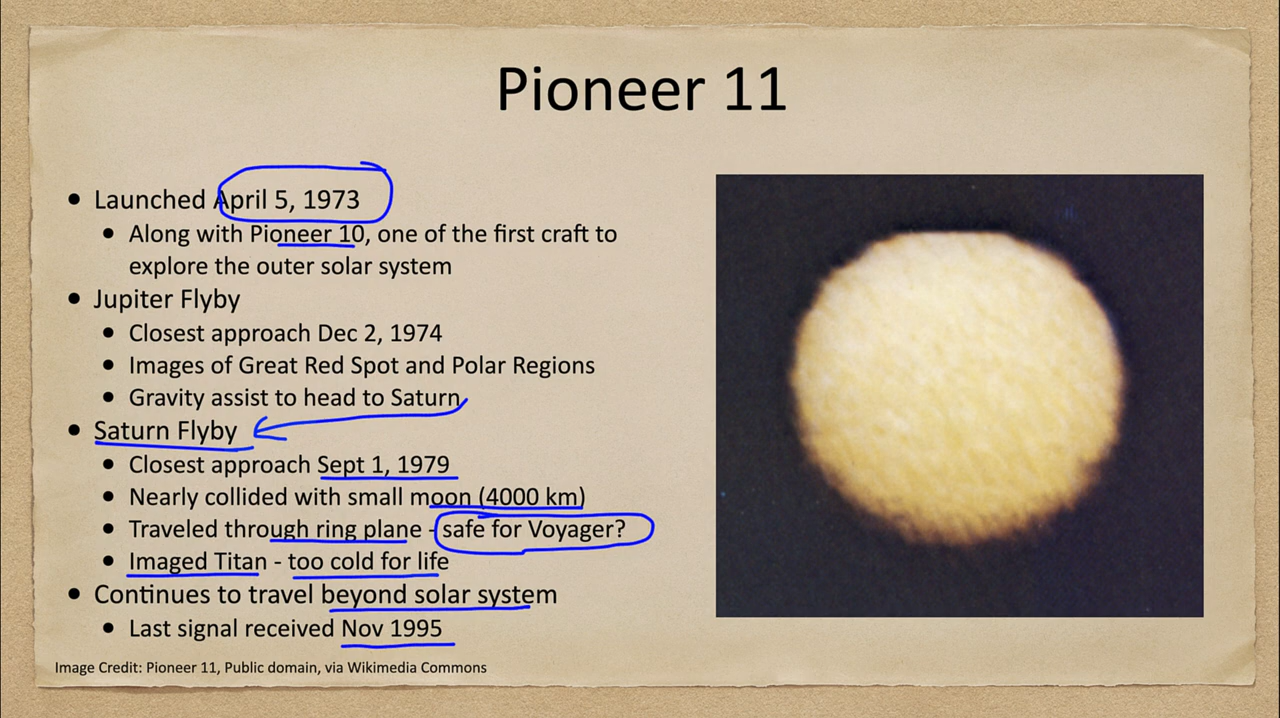 Pioneer 11
• Launched April 5, 1973
• Along with Pioneer 10, one of the first craft to
explore the outer solar system
• Jupiter Flyby
• Closest approach Dec 2, 1974
• Images of Great Red Spot and Polar Regions
• Gravity assist to head to Saturn
• Saturn Flyby
• Closest approach Sept 1, 1979
• Nearly collided with small moon (4000 km)
• Traveled through ring plane - safe for Voyager?
• Imaged Titan - too cold for life
• Continues to travel beyond solar system
• Last signal received Nov 1995
Image Credit: Pioneer 11, Public domain, via Wikimedia Commons